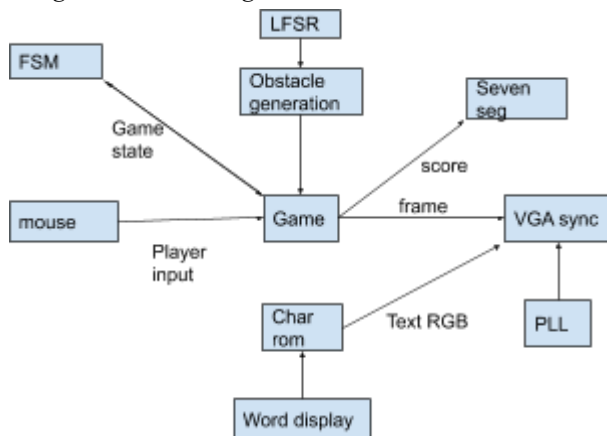 LFSR
FSM
Obstacle
generation
Seven
seg
Game
state
score
mouse
Game
frame
VGA sync
Player
input
Char
rom
Text RGB
PLL
Word display